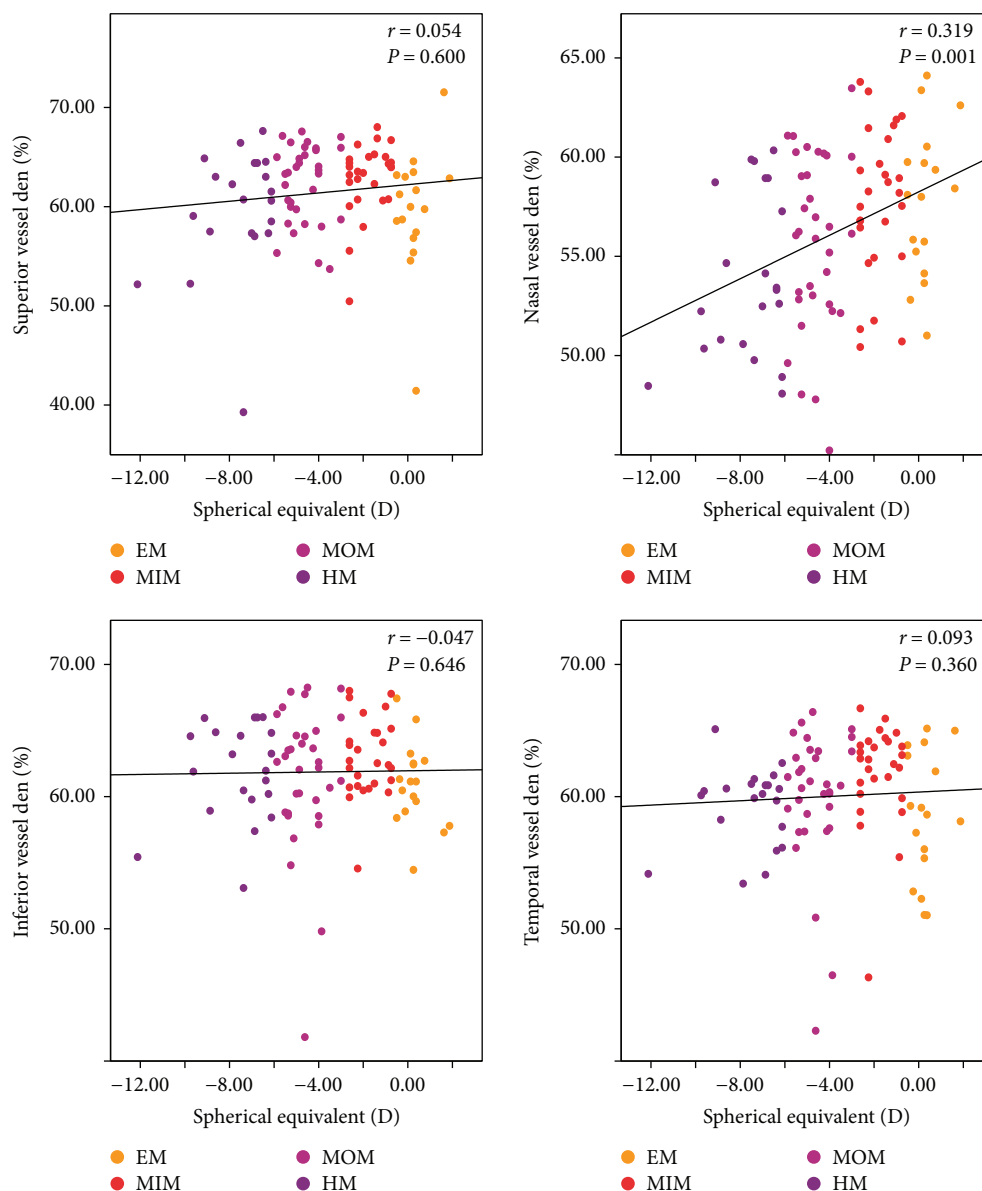 r = 0.054
P = 0.600
70.00
60.00
50.00
40.00
Superior vessel den (%)
−12.00 −8.00 −4.00 0.00
Spherical equivalent (D)
EM MOM
MIM HM
r = 0.319
P = 0.001
65.00
60.00
55.00
50.00
Nasal vessel den (%)
−12.00 −8.00 −4.00 0.00
Spherical equivalent (D)
EM MOM
MIM HM
r = −0.047
P = 0.646
70.00
60.00
50.00
Inferior vessel den (%)
−12.00 −8.00 −4.00 0.00
Spherical equivalent (D)
EM MOM
MIM HM
r = 0.093
P = 0.360
70.00
60.00
50.00
Temporal vessel den (%)
−12.00 −8.00 −4.00 0.00
Spherical equivalent (D)
EM MOM
MIM HM